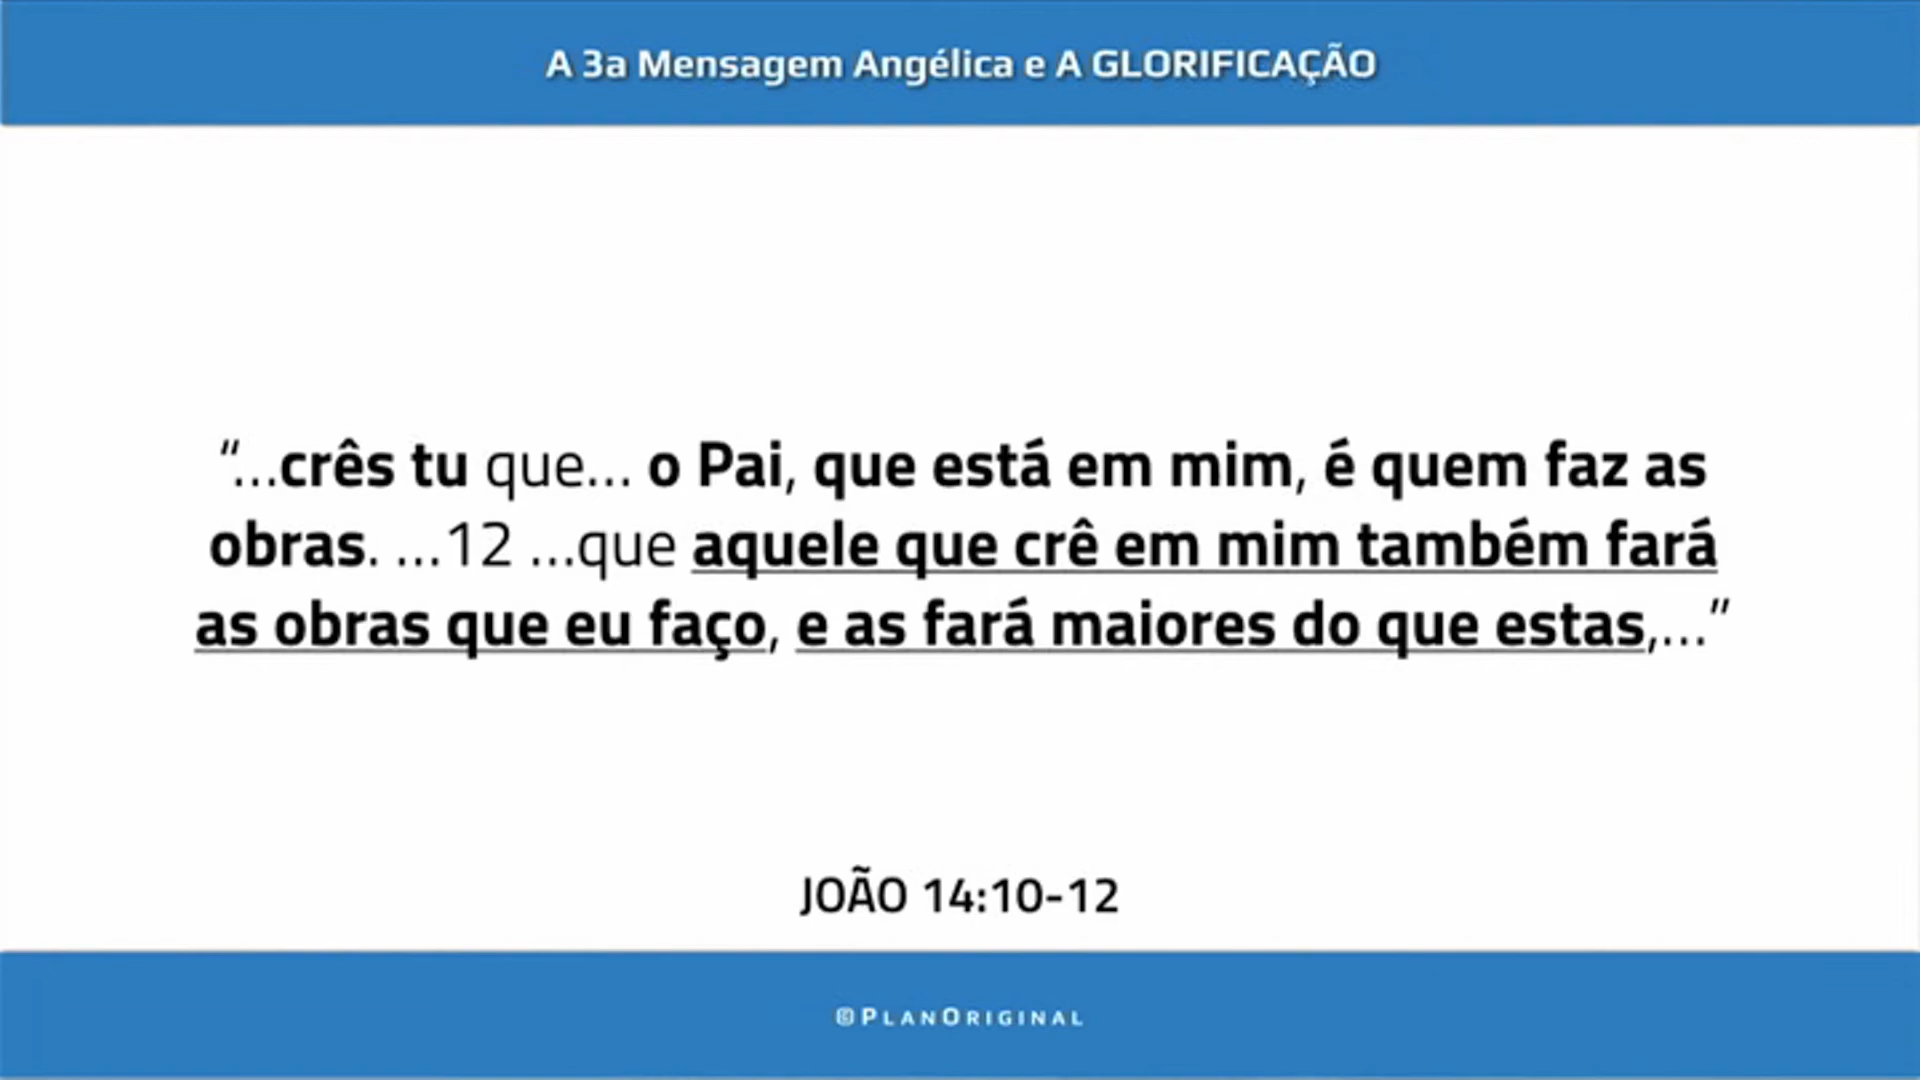 A 3a Mensagem Angélica e A GLORIFICAÇÃO
“...crês tu que... o Pai, que está em mim, é quem faz as
obras. ...12 ...que aquele que crê em mim também fará
as obras que eu faço, e as fará maiores do que estas,...”
JOÃO 14:10-12
@PLANORIGINAL